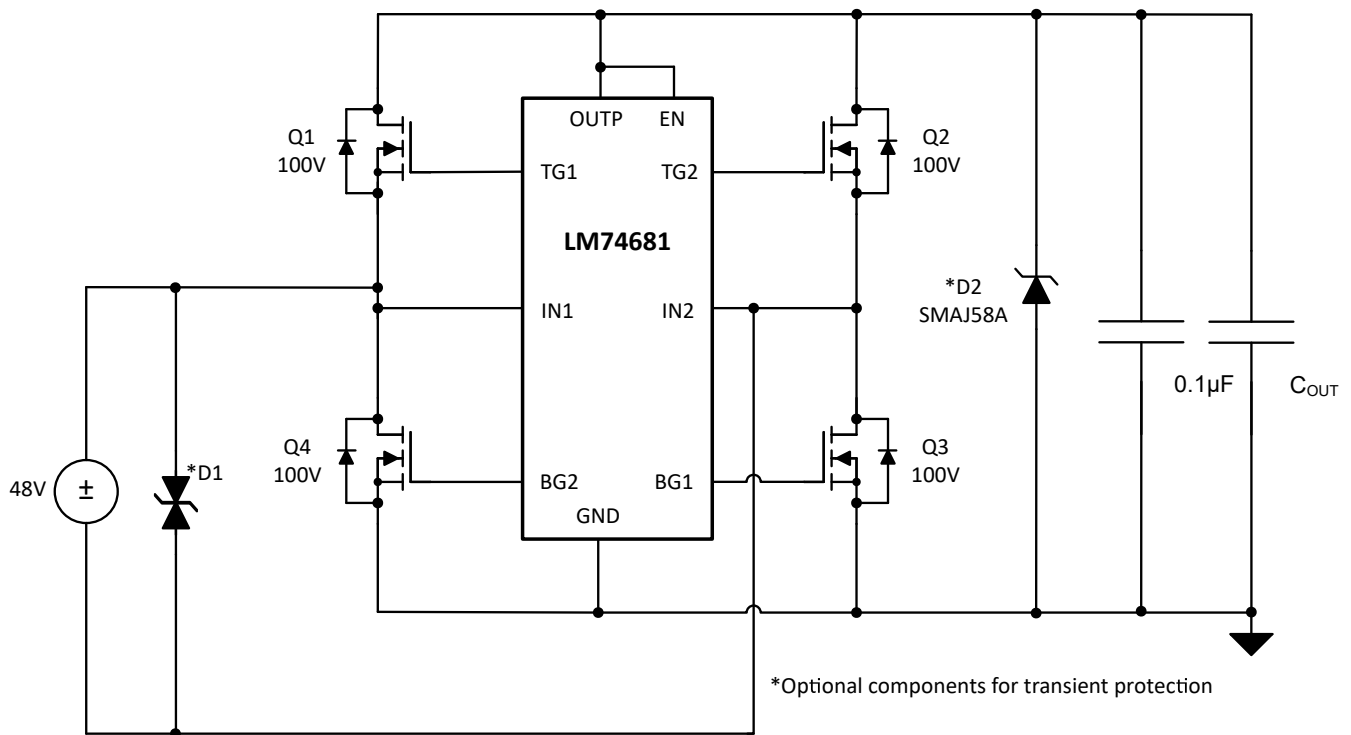 OUTP EN
Q1
100V
TG1 TG2
Q2
100V
LM74681
IN1 IN2
*D2
SMAJ58A
0.1µF
COUT
48V
±
*D1
Q4
100V
BG2 BG1
Q3
100V
GND
*Optional components for transient protection